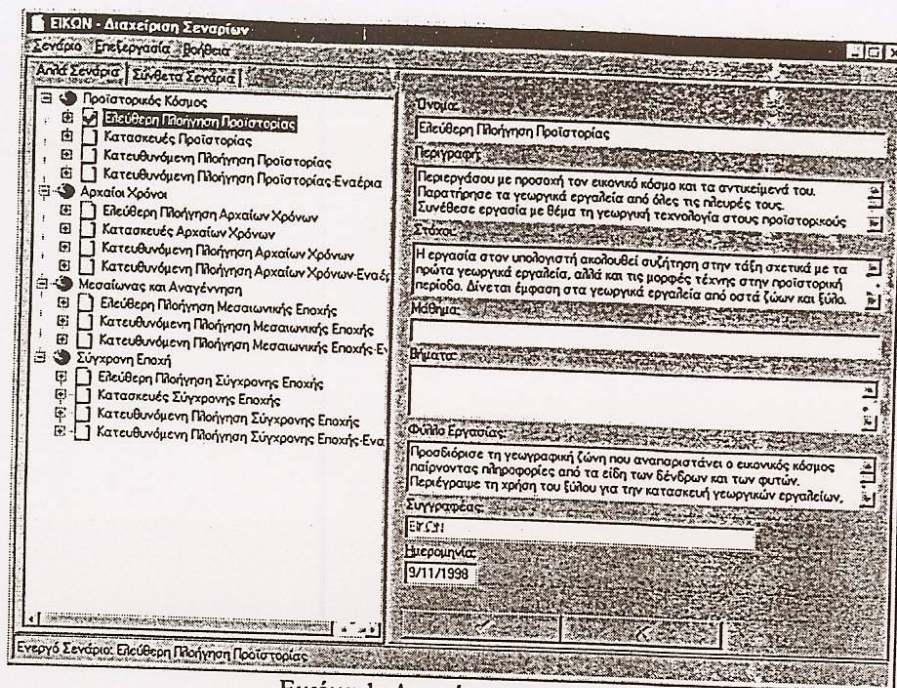 ΕΙΚΩΝ - Διαχείριση Σεναρίων
Σενάριο Επεξεργασία Βοήθεια
Απλά Σενάρια Σύνθετα Σενάρια
Προϊστορικός Κόσμος
Ελεύθερη Πλοήγηση Προϊστορίας
Κατασκευές Προϊστορίας
Κατευθυνόμενη Πλοήγηση Προϊστορίας
Κατευθυνόμενη Πλοήγηση Προϊστορίας-Εναέρια
Αρχαίοι Χρόνοι
Ελεύθερη Πλοήγηση Αρχαίων Χρόνων
Κατασκευές Αρχαίων Χρόνων
Κατευθυνόμενη Πλοήγηση Αρχαίων Χρόνων
Κατευθυνόμενη Πλοήγηση Αρχαίων Χρόνων-Εναέρ
Μεσαίωνας και Αναγέννηση
Ελεύθερη Πλοήγηση Μεσαιωνικής Εποχής
Κατευθυνόμενη Πλοήγηση Μεσαιωνικής Εποχής
Κατευθυνόμενη Πλοήγηση Μεσαιωνικής Εποχής-Ε
Σύγχρονη Εποχή
Ελεύθερη Πλοήγηση Σύγχρονης Εποχής
Κατασκευές Σύγχρονης Εποχής
Κατευθυνόμενη Πλοήγηση Σύγχρονης Εποχής
Κατευθυνόμενη Πλοήγηση Σύγχρονης Εποχής-Ενα
Όνομα:
Ελεύθερη Πλοήγηση Προϊστορίας
Περιγραφή:
Περιεργάσου με προσοχή τον εικονικό κόσμο και τα αντικείμενά του.
Παρατήρησε τα γεωργικά εργαλεία από όλες τις πλευρές τους.
Συνέθεσε εργασία με θέμα τη γεωργική τεχνολογία στους προϊστορικούς
Στόχοι:
Η εργασία στον υπολογιστή ακολουθεί συζήτηση στην τάξη σχετικά με τα
πρώτα γεωργικά εργαλεία, αλλά και τις μορφές τέχνης στην προϊστορική
περίοδο. Δίνεται έμφαση στα γεωργικά εργαλεία από οστά ζώων και ξύλο.
Μάθημα:
Βήματα:
Φύλλο Εργασίας:
Προσδιόρισε τη γεωγραφική ζώνη που αναπαριστάνει ο εικονικός κόσμος
παίρνοντας πληροφορίες από τα είδη των δένδρων και των φυτών.
Περιέγραψε τη χρήση του ξύλου για την κατασκευή γεωργικών εργαλείων,
Συγγραφέας:
ΕΙΚΩΝ
Ημερομηνία:
9/11/1998
Ενεργό Σενάριο: Ελεύθερη Πλοήγηση Προϊστορίας